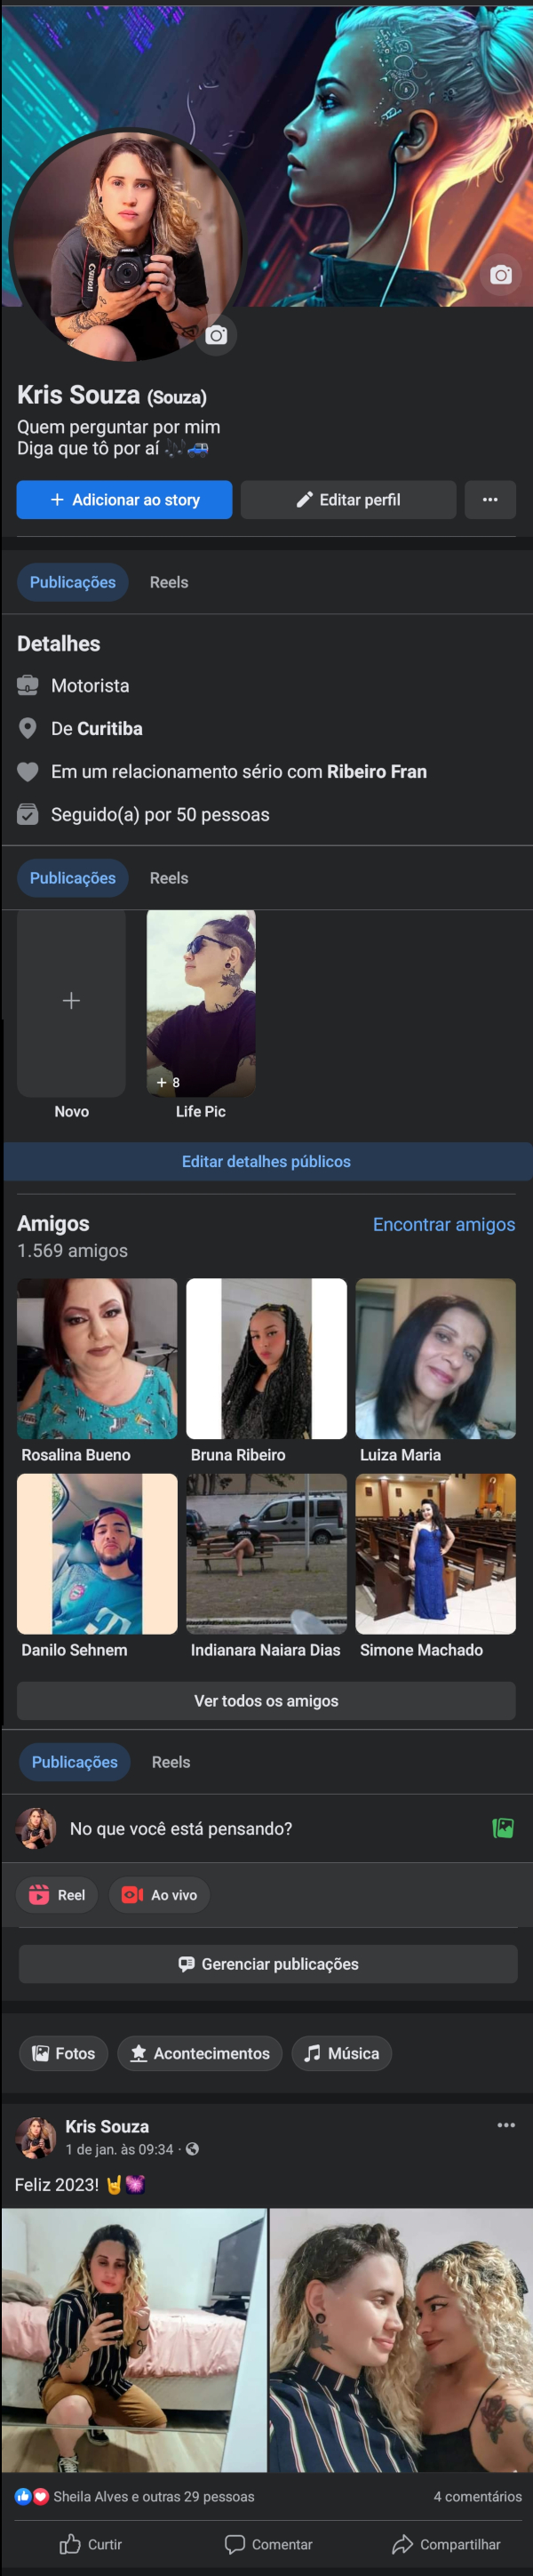 Canon
Kris Souza (Souza)
Quem perguntar por mim
Diga que tô por aí 🎶🚙
+ Adicionar ao story
Editar perfil
Publicações
Reels
Detalhes
Motorista
De Curitiba
Em um relacionamento sério com Ribeiro Fran
Seguido(a) por 50 pessoas
Publicações
Reels
+ 8
Novo
Life Pic
Editar detalhes públicos
Amigos
Encontrar amigos
1.569 amigos
Rosalina Bueno
Bruna Ribeiro
Luiza Maria
Danilo Sehnem
Indianara Naiara Dias
Simone Machado
Ver todos os amigos
Publicações
Reels
No que você está pensando?
Reel
Ao vivo
Gerenciar publicações
Fotos
Acontecimentos
Música
Kris Souza
1 de jan. às 09:34 ·
Feliz 2023! 🤘🎆
Sheila Alves e outras 29 pessoas
4 comentários
Curtir
Comentar
Compartilhar